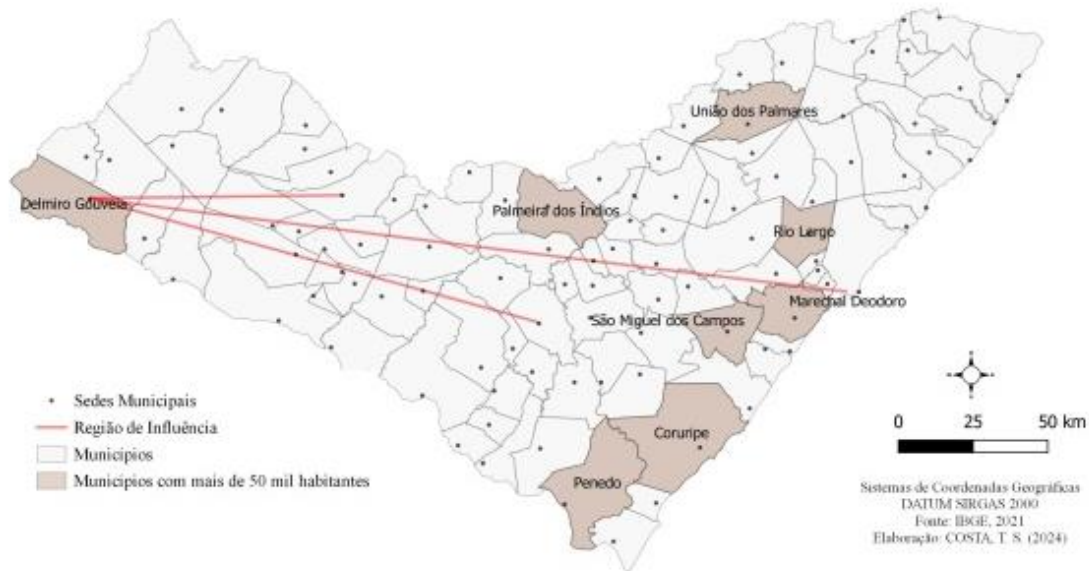 União dos Palmares
Delmiro Gouveia
Palmeira dos Índios
Rio Largo
Marechal Deodoro
São Miguel dos Campos
Coruripe
Penedo
Sedes Municipais
Região de Influência
Municípios
Municípios com mais de 50 mil habitantes
0 25 50 km
Sistemas de Coordenadas Geográficas
DATUM SIRGAS 2000
Fonte: IBGE, 2021
Elaboração: COSTA, T. S. (2024)